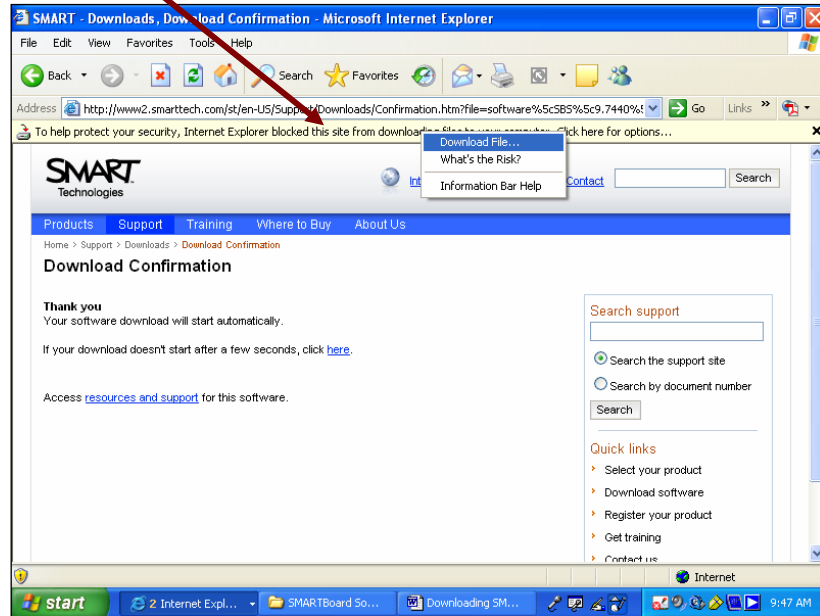 SMART - Downloads, Download Confirmation - Microsoft Internet Explorer
File Edit View Favorites Tools Help
Back Search Favorites
Address http://www2.smarttech.com/st/en-US/Support/Downloads/Confirmation.htm?file=software%5cSBS%5c9.7440%5 Go Links »
To help protect your security, Internet Explorer blocked this site from downloading files to your computer. Click here for options...
Download File...
What's the Risk?
Information Bar Help
SMART
Technologies
Int Contact Search
Products Support Training Where to Buy About Us
Home > Support > Downloads > Download Confirmation
Download Confirmation
Thank you
Your software download will start automatically.
If your download doesn't start after a few seconds, click here.
Access resources and support for this software.
Search support
Search the support site
Search by document number
Search
Quick links
Select your product
Download software
Register your product
Get training
Contact us
Internet
start 2 Internet Expl... SMARTBoard So... Downloading SM... 9:47 AM